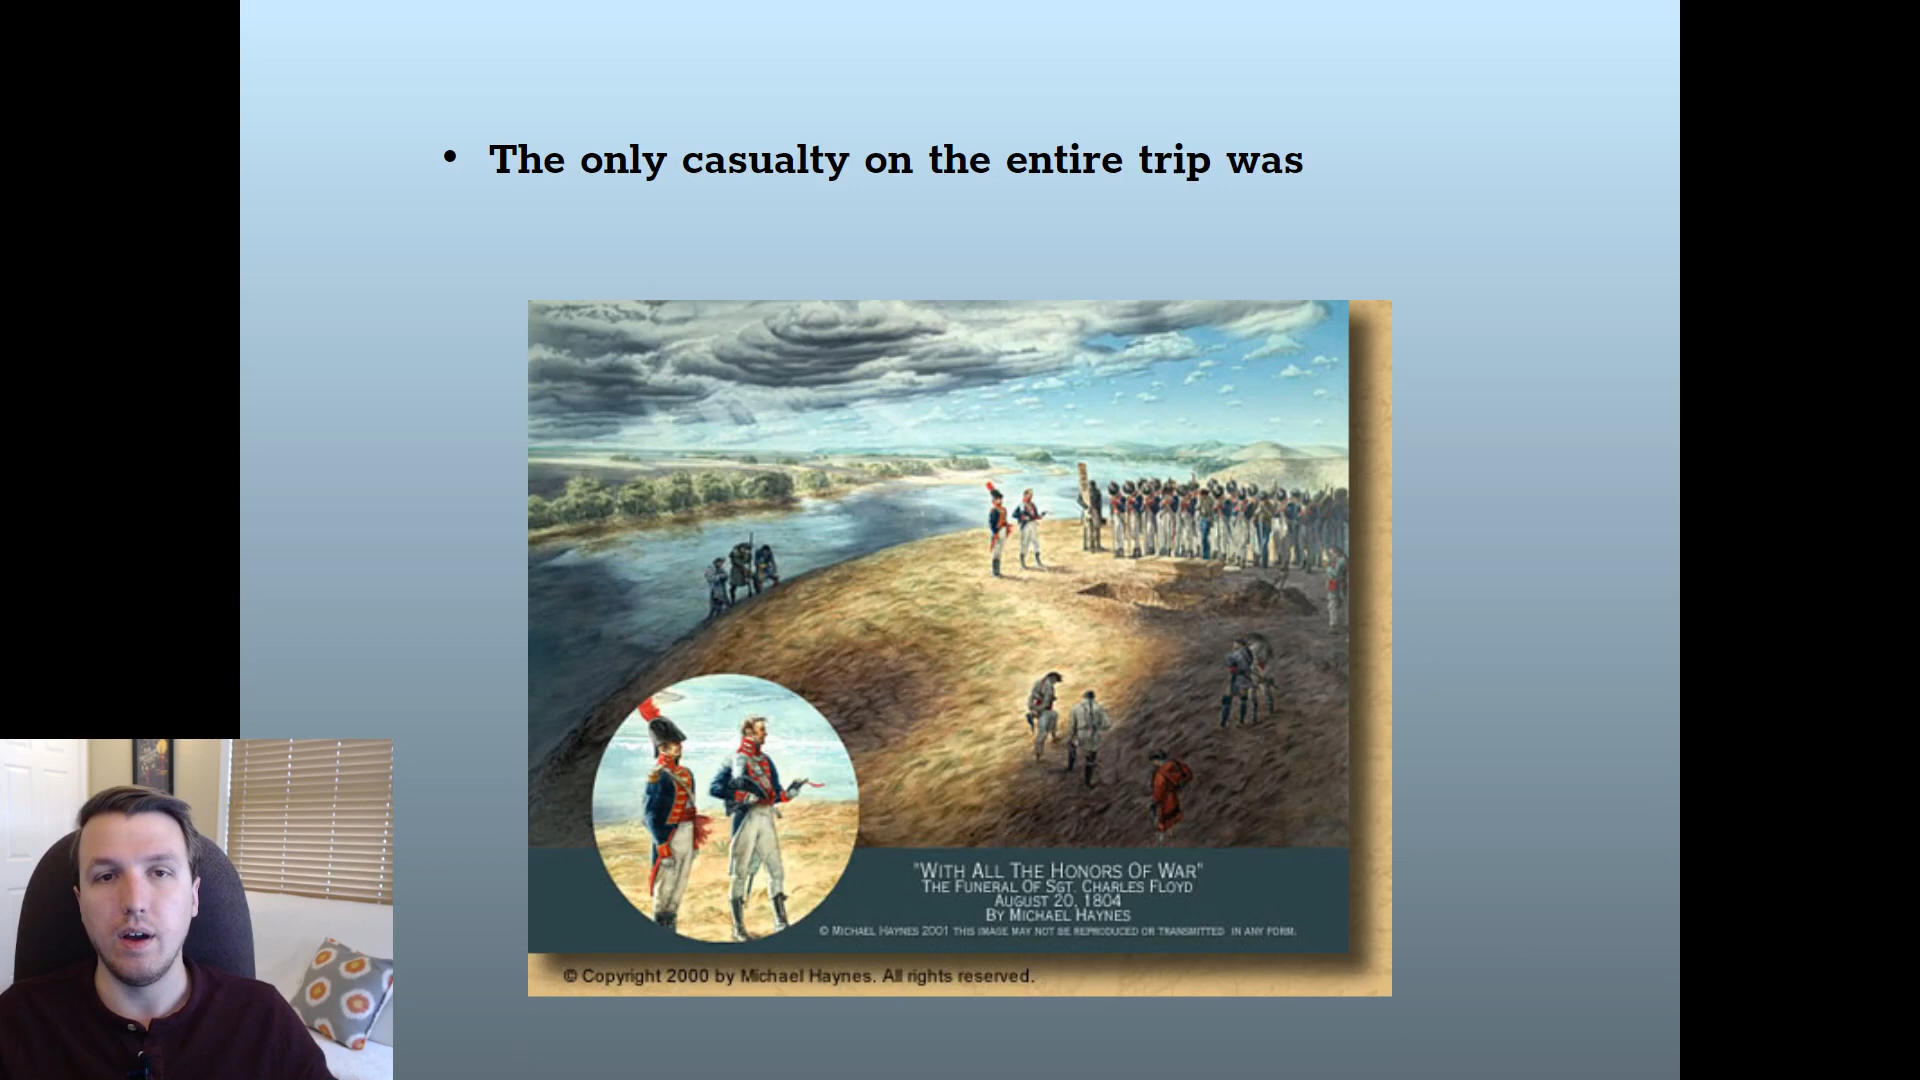 • The only casualty on the entire trip was
"WITH ALL THE HONORS OF WAR"
THE FUNERAL OF SGT. CHARLES FLOYD
AUGUST 20, 1804
BY MICHAEL HAYNES
© MICHAEL HAYNES 2001 THIS IMAGE MAY NOT BE REPRODUCED OR TRANSMITTED IN ANY FORM.
© Copyright 2000 by Michael Haynes. All rights reserved.